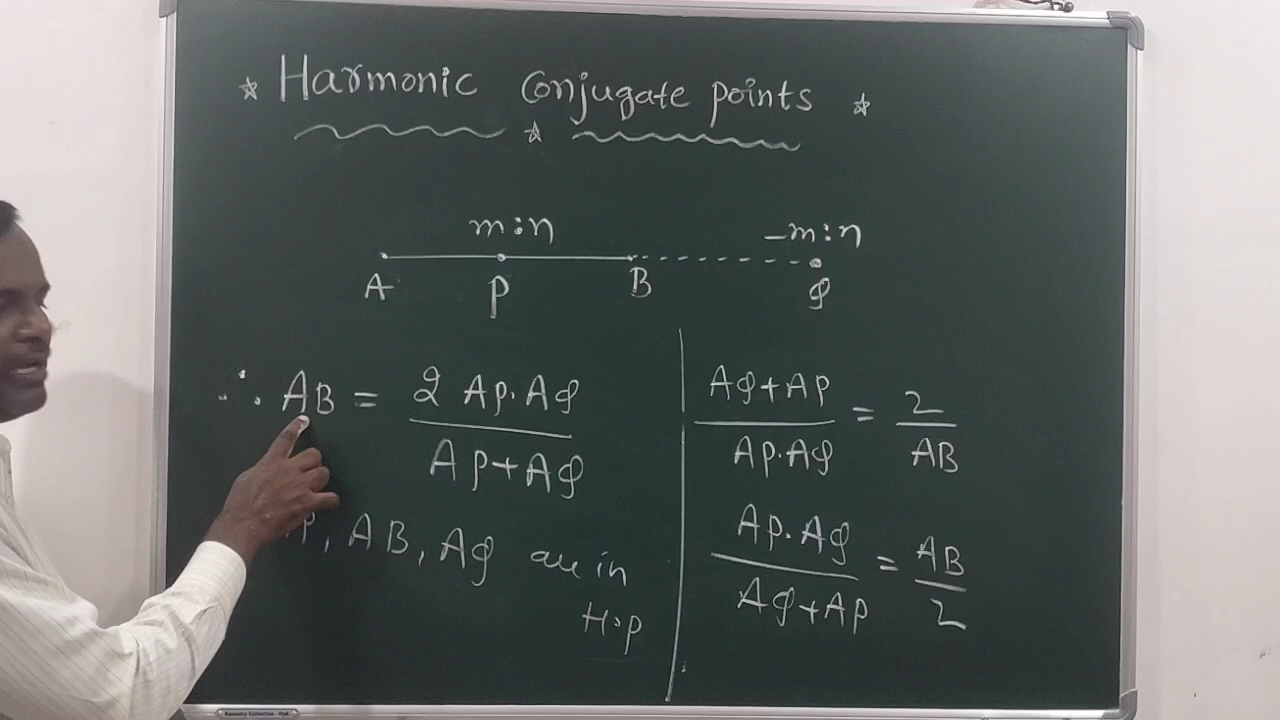 ☆ Harmonic Conjugate points ☆
☆
m:n
-m:n
A P B Q
∴ AB = 2 AP·AQ / AP+AQ
P, AB, AQ are in
H·P
AQ+AP / AP·AQ = 2 / AB
AP·AQ / AQ+AP = AB / 2